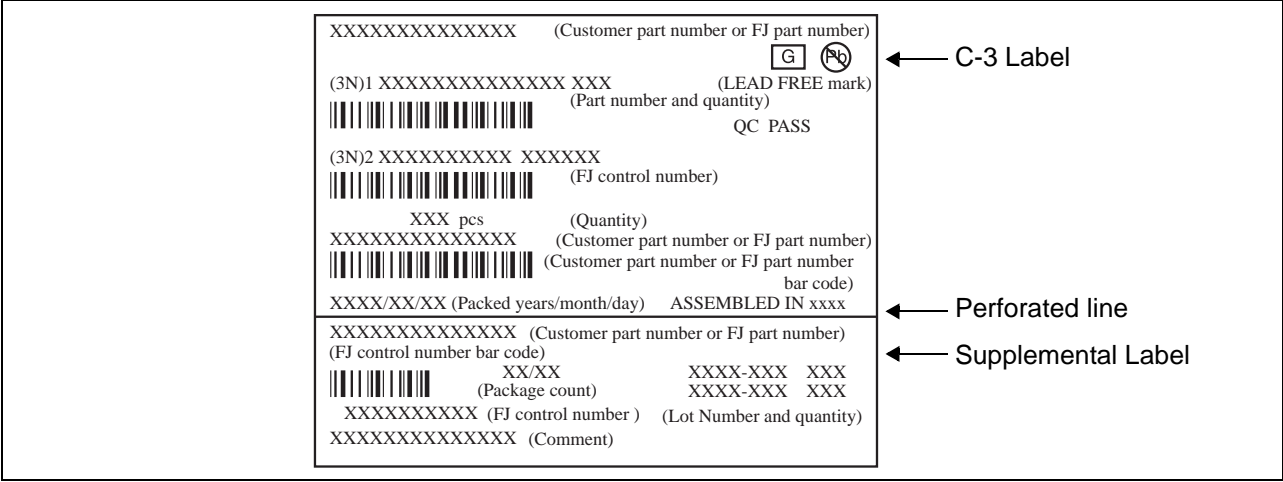 XXXXXXXXXXXXXX (Customer part number or FJ part number)
G Pb
C-3 Label
(3N)1 XXXXXXXXXXXXXX XXX (LEAD FREE mark)
(Part number and quantity)
QC PASS
(3N)2 XXXXXXXXXX XXXXXX
(FJ control number)
XXX pcs (Quantity)
XXXXXXXXXXXXXX (Customer part number or FJ part number)
(Customer part number or FJ part number
bar code)
XXXX/XX/XX (Packed years/month/day) ASSEMBLED IN xxxx
Perforated line
XXXXXXXXXXXXXX (Customer part number or FJ part number)
(FJ control number bar code)
Supplemental Label
XX/XX XXXX-XXX XXX
(Package count) XXXX-XXX XXX
XXXXXXXXXX (FJ control number ) (Lot Number and quantity)
XXXXXXXXXXXXXX (Comment)